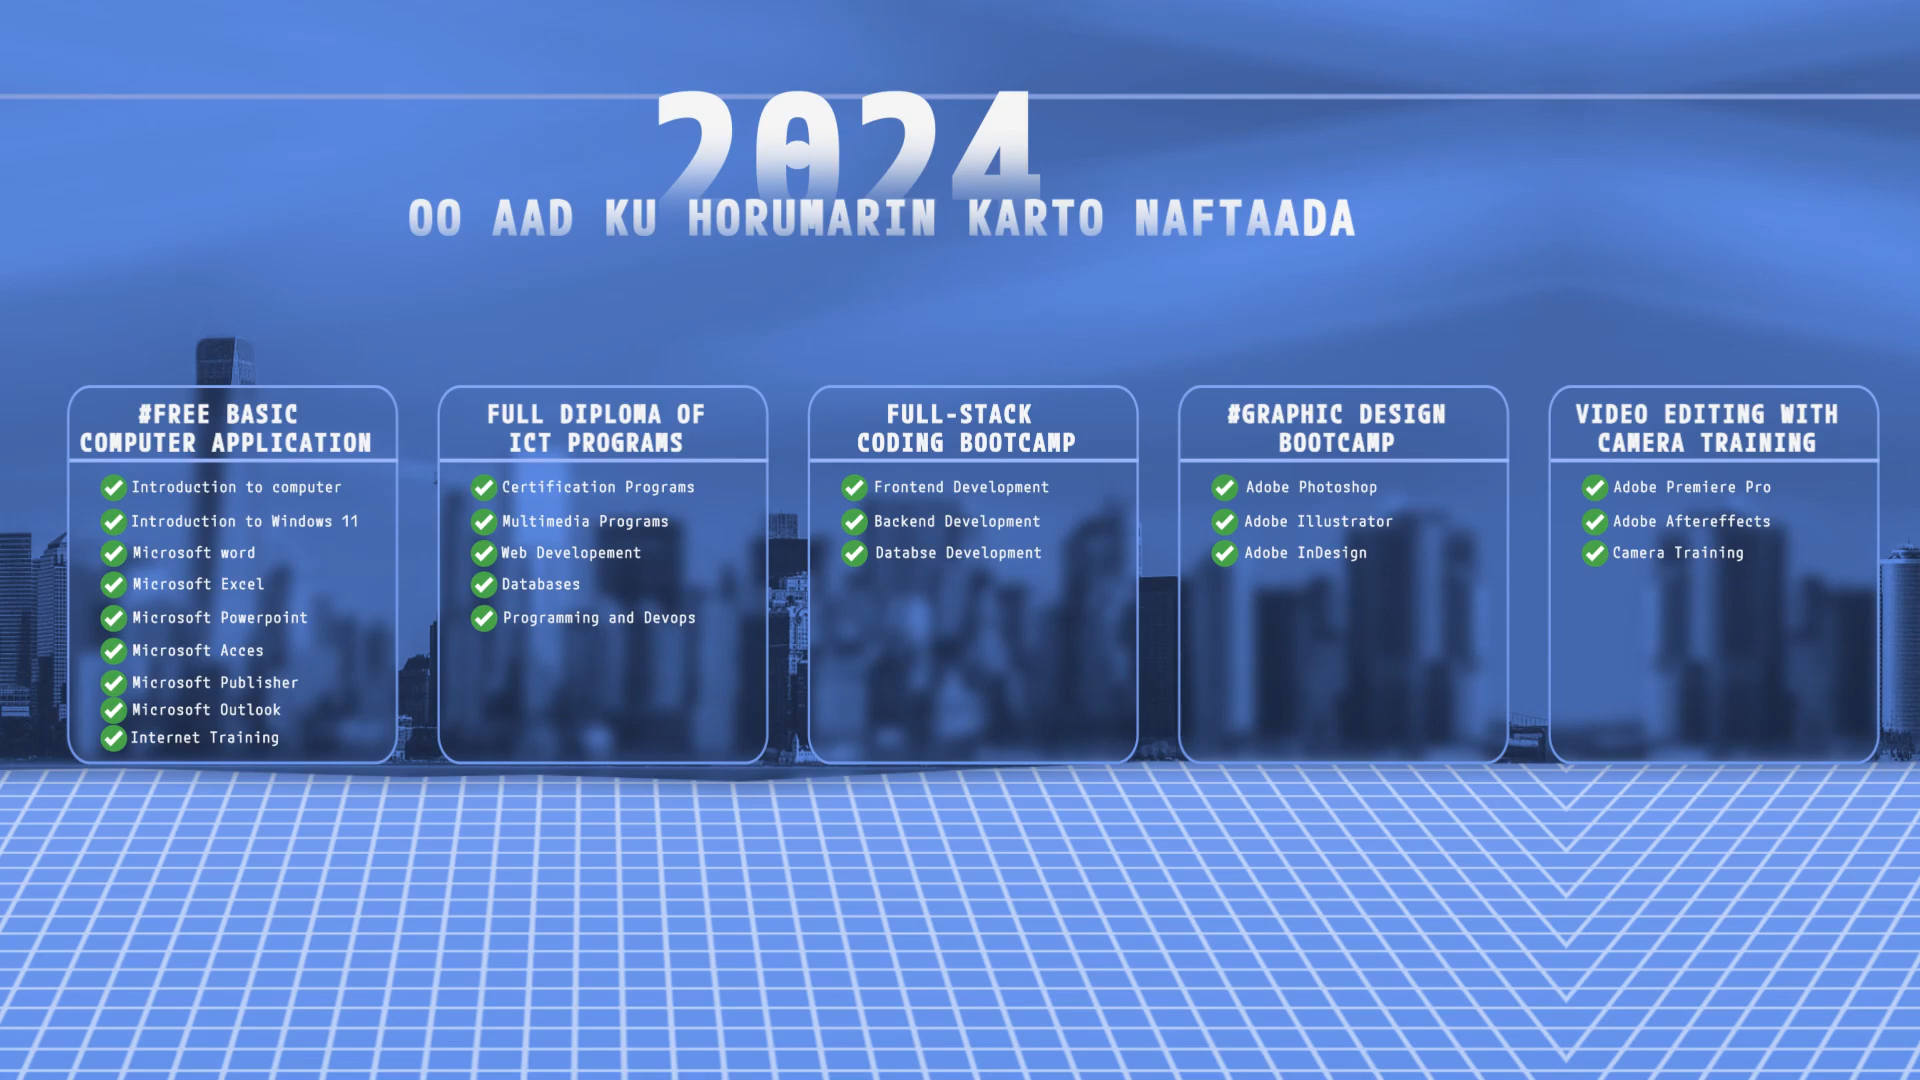 2024
OO AAD KU HORUMARIN KARTO NAFTAADA
#FREE BASIC
COMPUTER APPLICATION
Introduction to computer
Introduction to Windows 11
Microsoft word
Microsoft Excel
Microsoft Powerpoint
Microsoft Acces
Microsoft Publisher
Microsoft Outlook
Internet Training
FULL DIPLOMA OF
ICT PROGRAMS
Certification Programs
Multimedia Programs
Web Developement
Databases
Programming and Devops
FULL-STACK
CODING BOOTCAMP
Frontend Development
Backend Development
Databse Development
#GRAPHIC DESIGN
BOOTCAMP
Adobe Photoshop
Adobe Illustrator
Adobe InDesign
VIDEO EDITING WITH
CAMERA TRAINING
Adobe Premiere Pro
Adobe Aftereffects
Camera Training